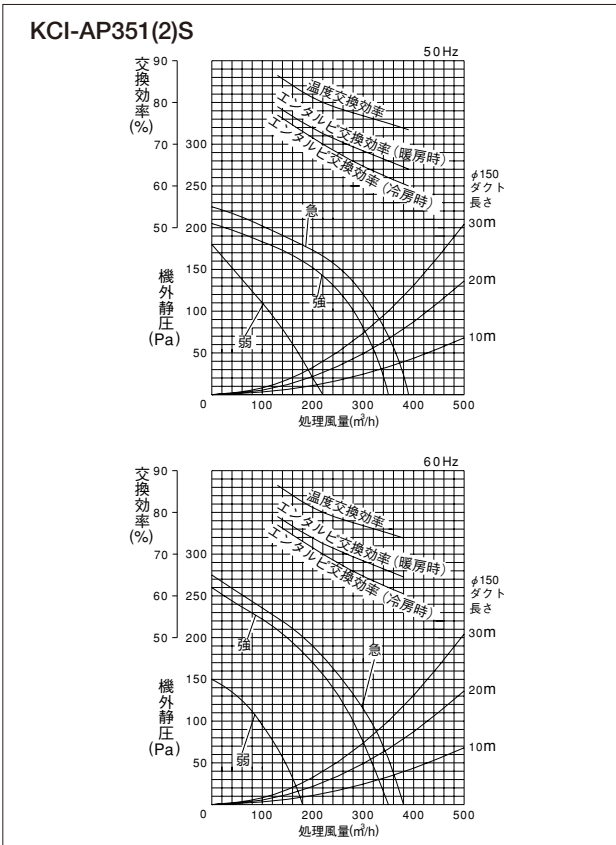 KCI-AP351(2)S
50Hz
交換効率(%)
90
80
70
60
50
機外静圧(Pa)
300
250
200
150
100
50
0
温度交換効率
エンタルピ交換効率(暖房時)
エンタルピ交換効率(冷房時)
急
強
弱
φ150
ダクト
長さ
30m
20m
10m
100
200
300
400
500
処理風量(m³/h)
60Hz
交換効率(%)
90
80
70
60
50
機外静圧(Pa)
300
250
200
150
100
50
0
温度交換効率
エンタルピ交換効率(暖房時)
エンタルピ交換効率(冷房時)
強
急
弱
φ150
ダクト
長さ
30m
20m
10m
100
200
300
400
500
処理風量(m³/h)